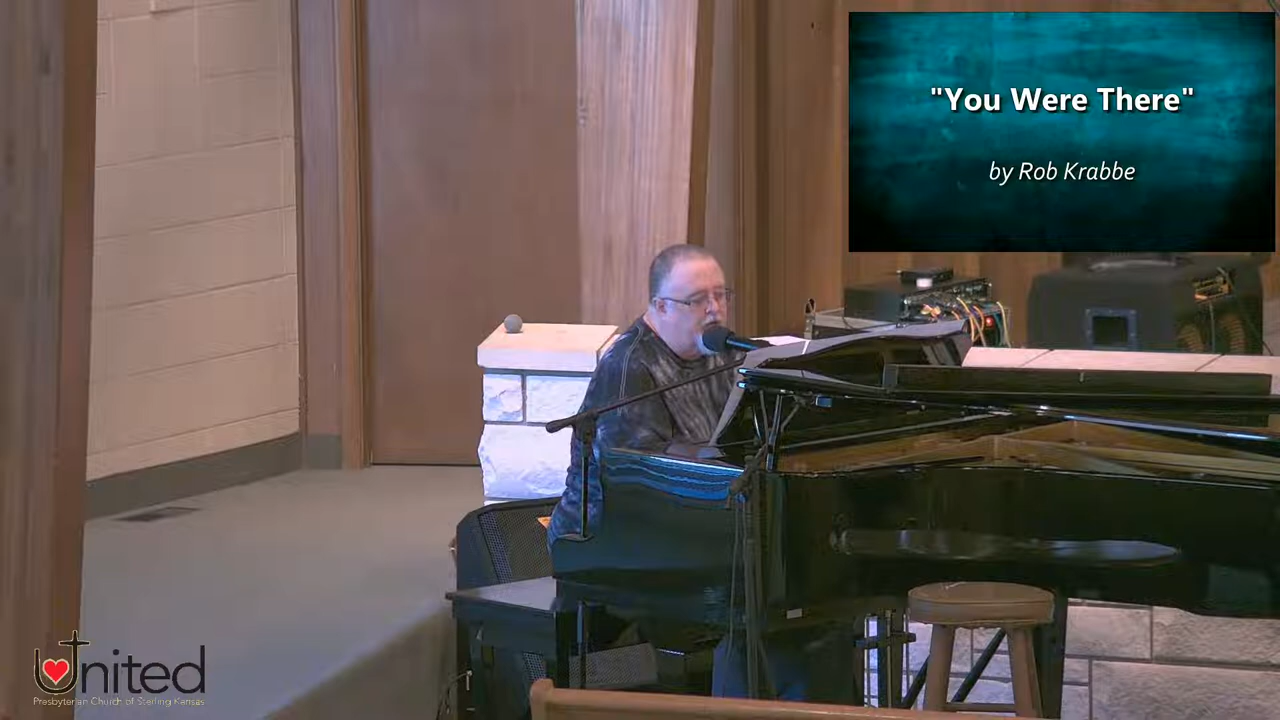 "You Were There"
by Rob Krabbe
United
Presbyterian Church of Sterling Kansas